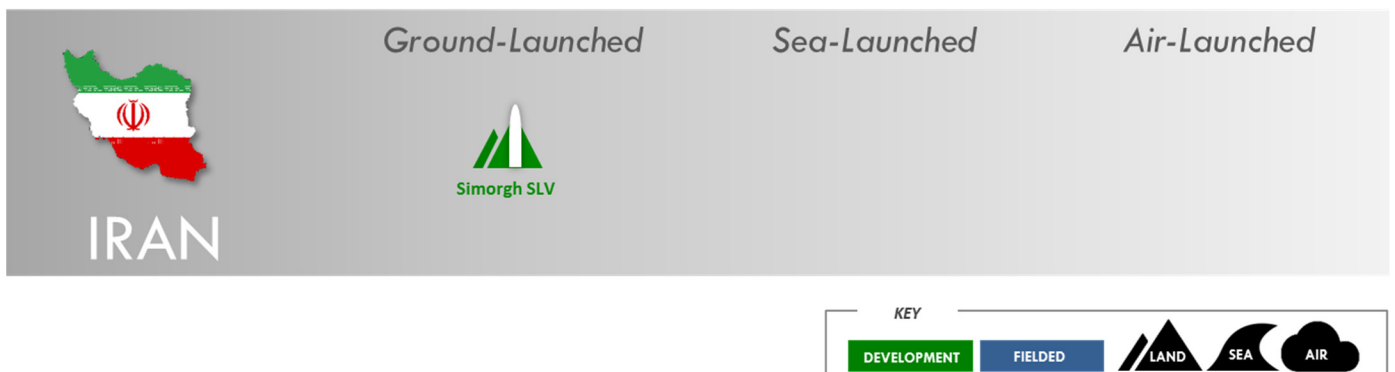 Ground-Launched
Sea-Launched
Air-Launched
Simorgh SLV
IRAN
KEY
DEVELOPMENT
FIELDED
LAND
SEA
AIR